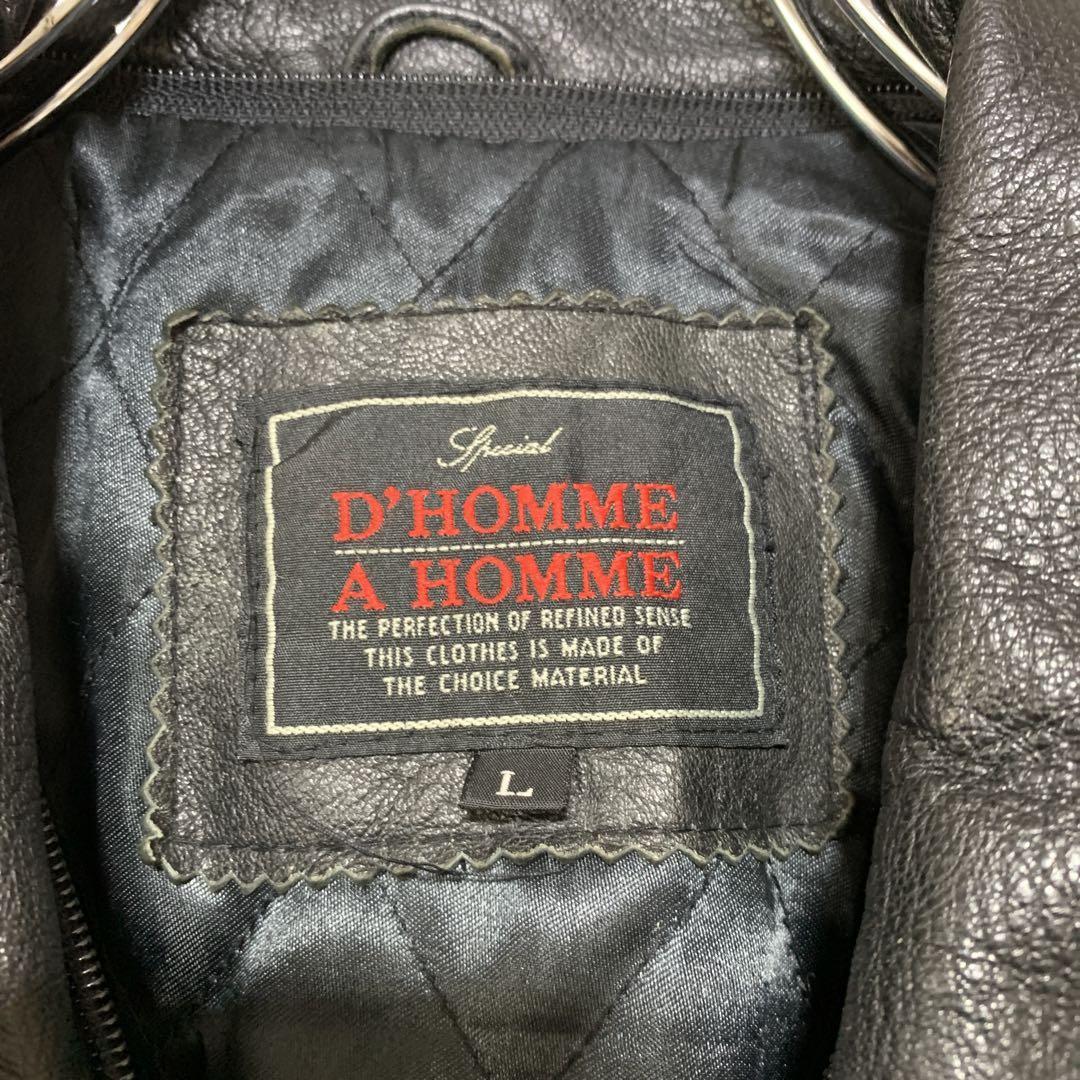 Special
D'HOMME
A HOMME
THE PERFECTION OF REFINED SENSE
THIS CLOTHES IS MADE OF
THE CHOICE MATERIAL
L